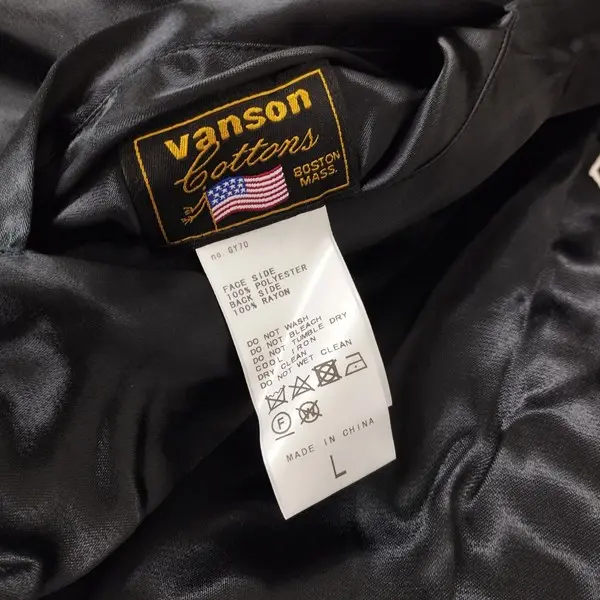 vanson
Cottons
BOSTON
MASS.
no. GY70
FACE SIDE
100% POLYESTER
BACK SIDE
100% RAYON
DO NOT WASH
DO NOT BLEACH
DO NOT TUMBLE DRY
COOL IRON
DRY CLEAN
DO NOT WET CLEAN
F
W
MADE IN CHINA
L